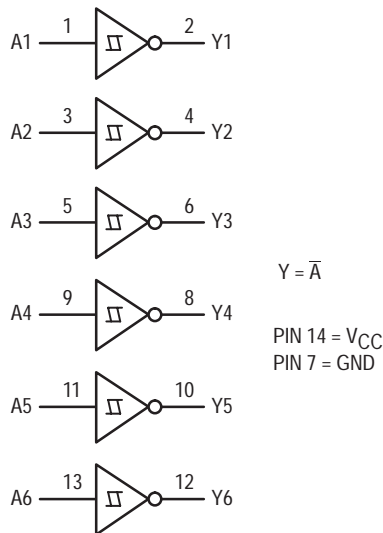 A1 1 2 Y1
A2 3 4 Y2
A3 5 6 Y3
A4 9 8 Y4
A5 11 10 Y5
A6 13 12 Y6
Y = A̅
PIN 14 = VCC
PIN 7 = GND